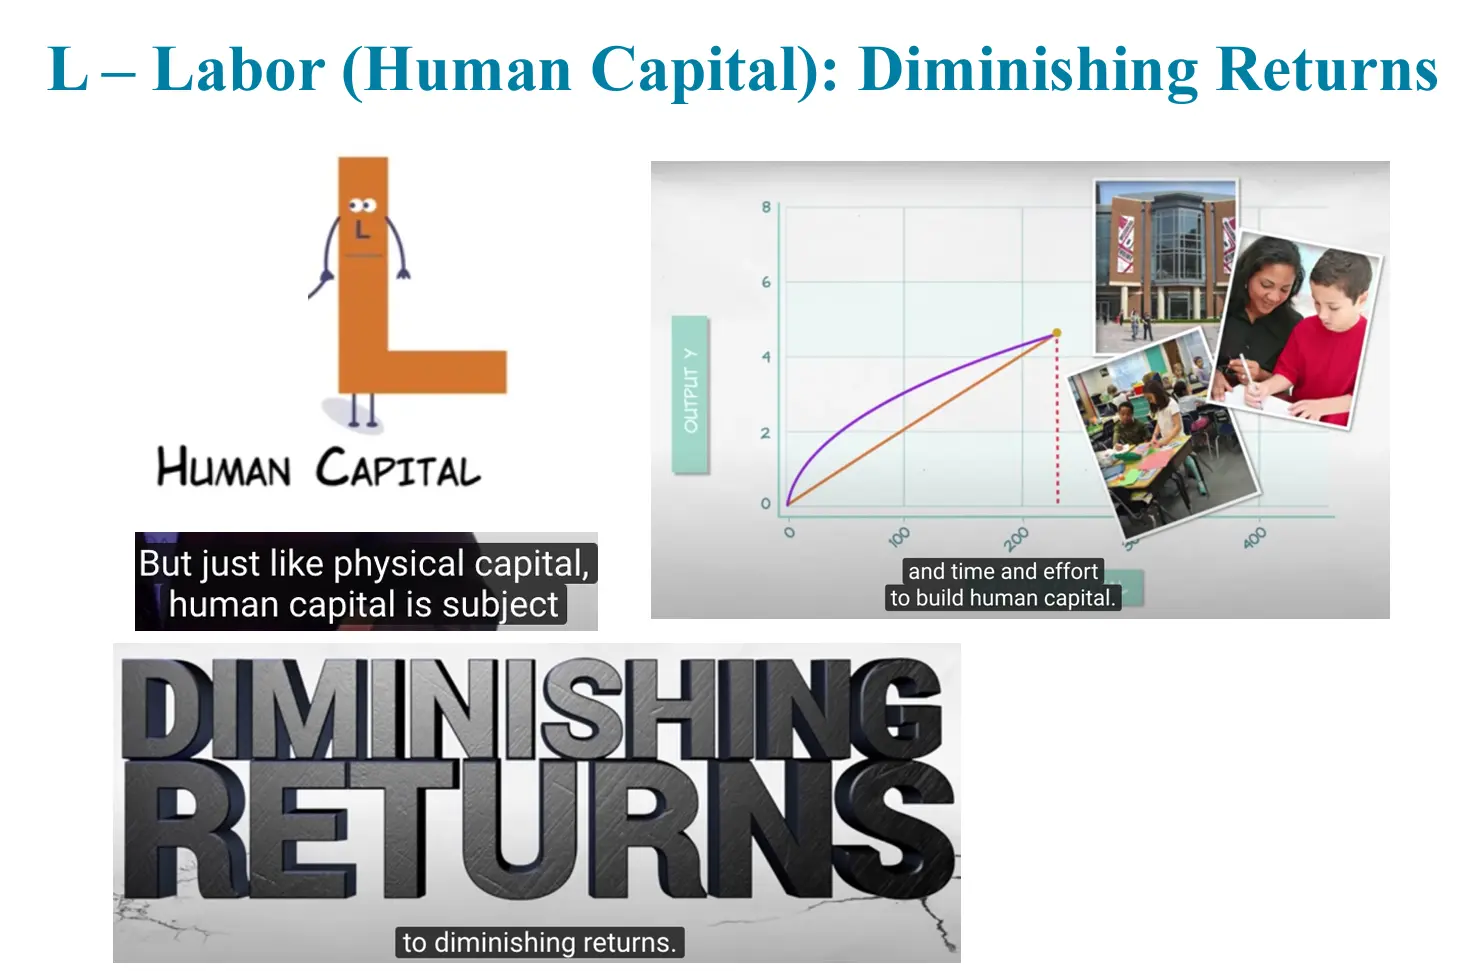 L – Labor (Human Capital): Diminishing Returns
L
HUMAN CAPITAL
But just like physical capital,
human capital is subject
8
6
4
2
0
OUTPUT Y
0
100
200
400
and time and effort
to build human capital.
DIMINISHING
RETURNS
to diminishing returns.